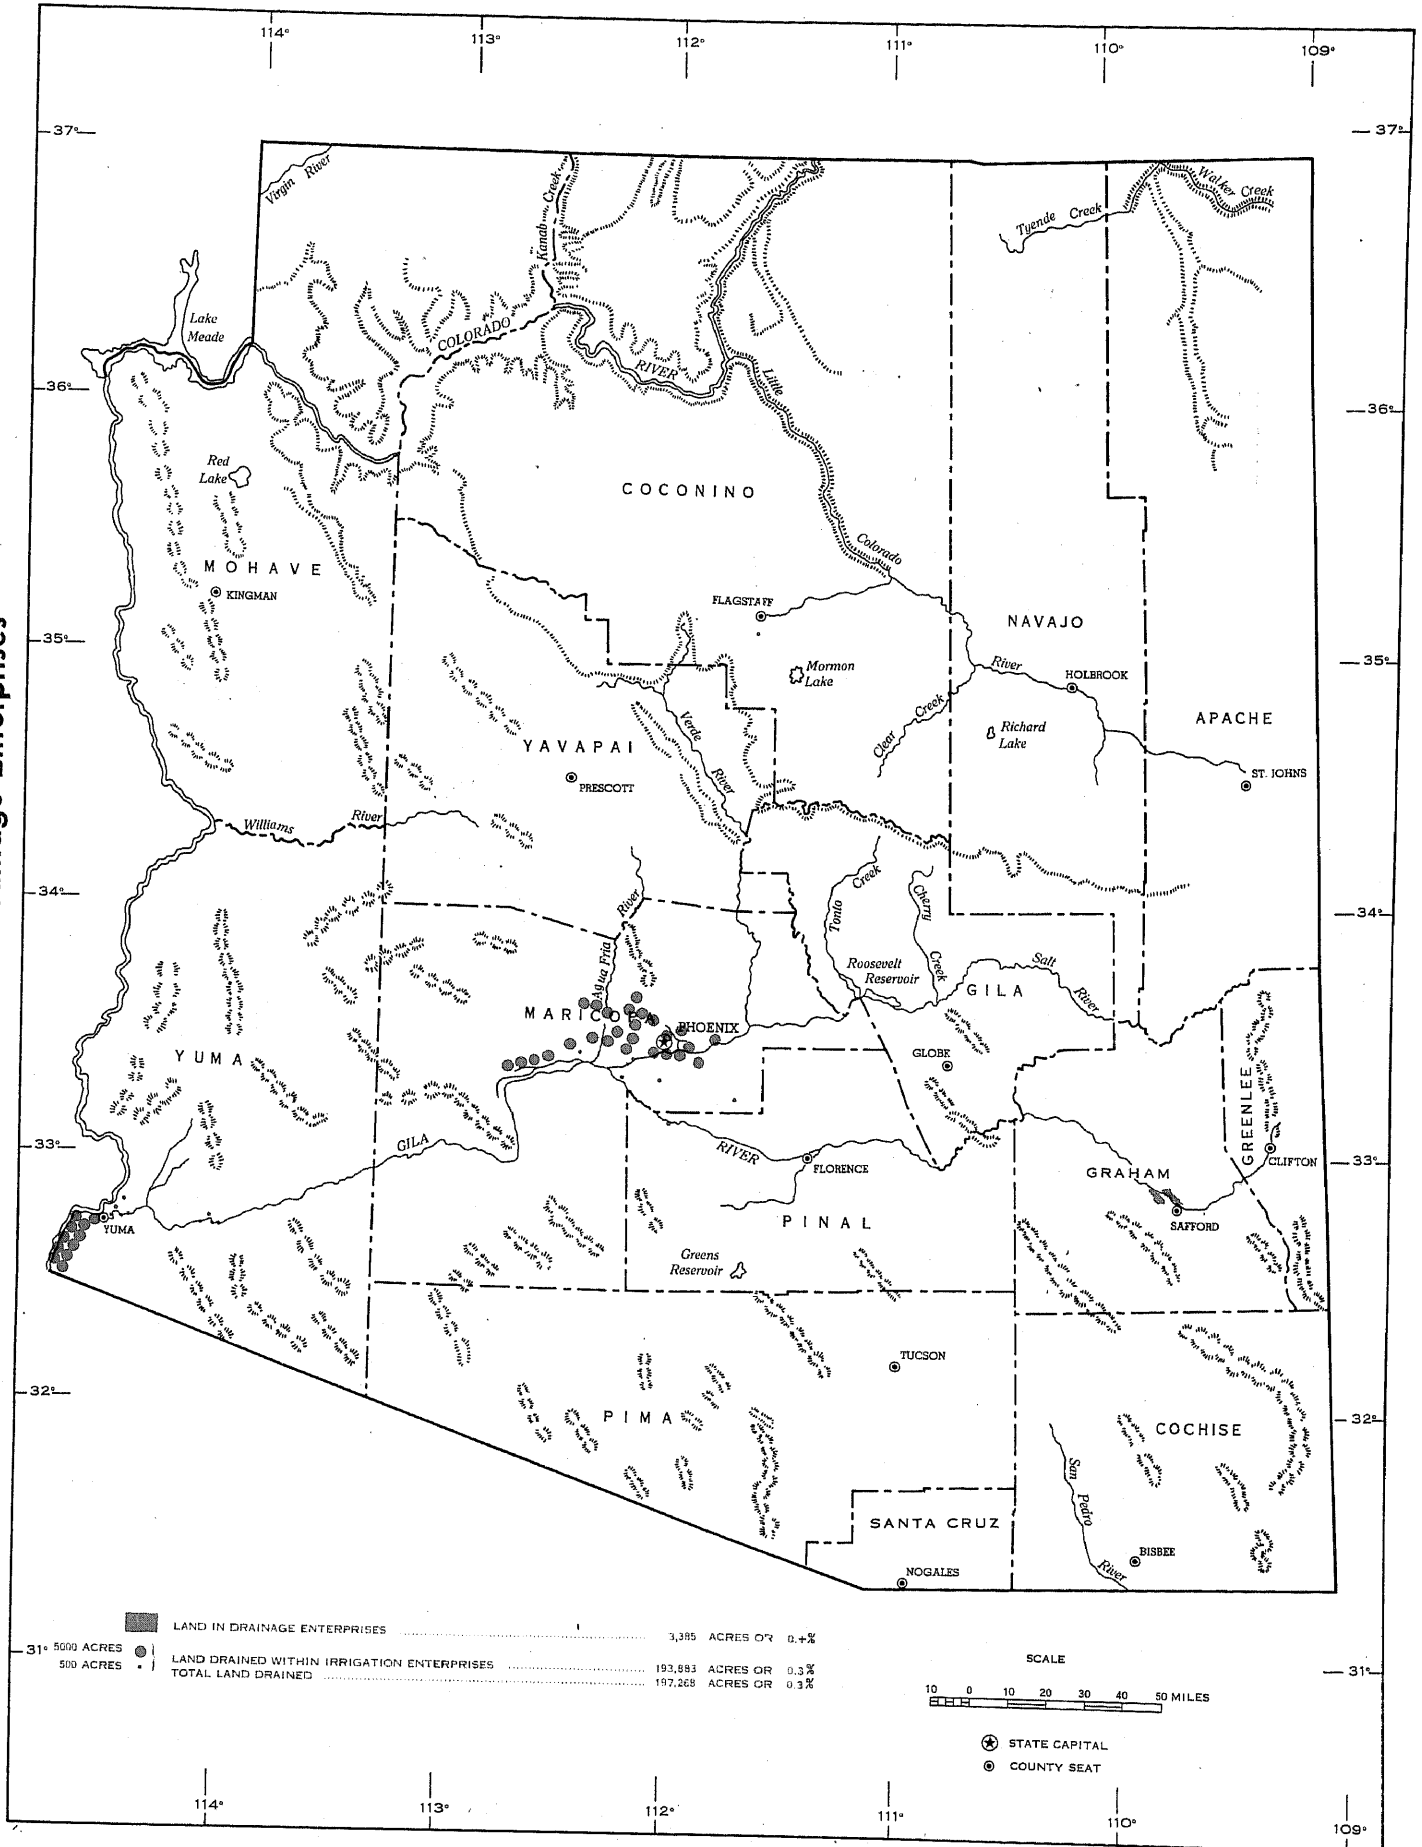 114° 113° 112° 111° 110° 109°
37° 37°
Virgin River
Kanab Creek
Walker Creek
Tyende Creek
Lake
Meade
COLORADO
RIVER
Little
36° 36°
Red
Lake
COCONINO
Colorado
MOHAVE
KINGMAN
FLAGSTAFF
NAVAJO
35° 35°
Mormon
Lake
River
HOLBROOK
Clear Creek
Richard
Lake
APACHE
Verde
River
YAVAPAI
PRESCOTT
ST. JOHNS
Williams River
34° 34°
Tonto Creek
Cherry
Creek
Agua Fria River
Roosevelt
Reservoir
Salt
River
GILA
MARICOPA
PHOENIX
YUMA
GLOBE
GREENLEE
33° 33°
GILA
RIVER
FLORENCE
CLIFTON
GRAHAM
SAFFORD
YUMA
PINAL
Greens
Reservoir
TUCSON
32° 32°
PIMA
COCHISE
San
Pedro
River
SANTA CRUZ
BISBEE
NOGALES
LAND IN DRAINAGE ENTERPRISES 3,385 ACRES OR 0.+%
31° 31°
5000 ACRES
500 ACRES
LAND DRAINED WITHIN IRRIGATION ENTERPRISES 193,883 ACRES OR 0.3%
TOTAL LAND DRAINED 197,268 ACRES OR 0.3%
SCALE
10 0 10 20 30 40 50 MILES
STATE CAPITAL
COUNTY SEAT
114° 113° 112° 111° 110° 109°
Enterprises